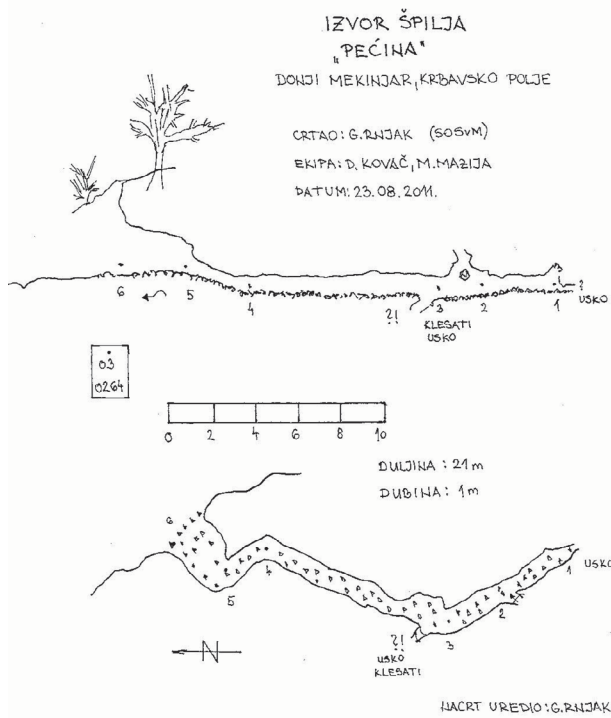 IZVOR ŠPILJA
„PEĆINA"
DONJI MEKINJAR, KRBAVSKO POLJE
CRTAO: G.RNJAK (SOSVM)
EKIPA: D. KOVAČ, M.MAZIJA
DATUM: 23.08.2011.
6
5
4
?!
3
2
1
?
USKO
KLESATI
USKO
03
0264
0 2 4 6 8 10
DULJINA: 21m
DUBINA: 1m
6
5
4
?!
USKO
KLESATI
3
2
1
USKO
N
NACRT UREDIO: G.RNJAK